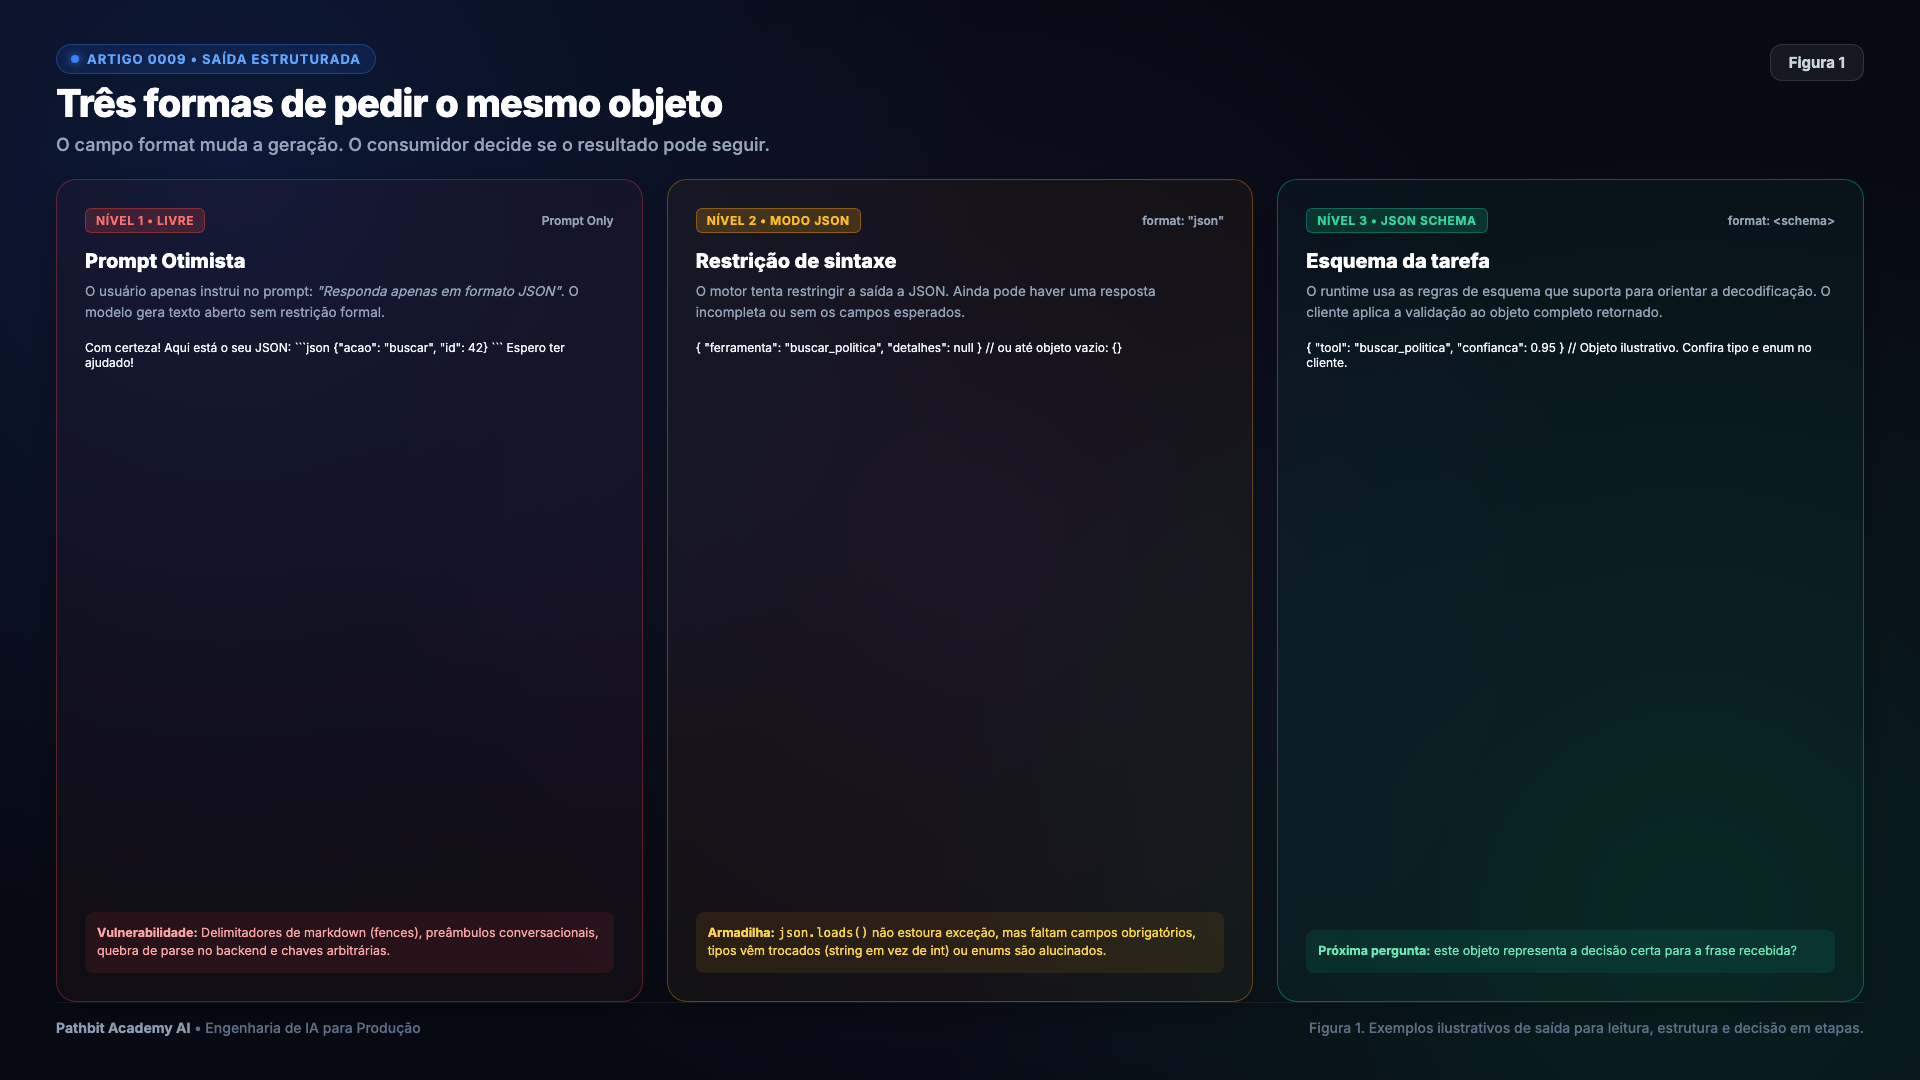 ARTIGO 0009 • SAÍDA ESTRUTURADA
Figura 1
Três formas de pedir o mesmo objeto
O campo format muda a geração. O consumidor decide se o resultado pode seguir.
NÍVEL 1 • LIVRE
Prompt Only
Prompt Otimista
O usuário apenas instrui no prompt: "Responda apenas em formato JSON". O
modelo gera texto aberto sem restrição formal.
Com certeza! Aqui está o seu JSON: ```json {"acao": "buscar", "id": 42} ``` Espero ter
ajudado!
Vulnerabilidade: Delimitadores de markdown (fences), preâmbulos conversacionais,
quebra de parse no backend e chaves arbitrárias.
NÍVEL 2 • MODO JSON
format: "json"
Restrição de sintaxe
O motor tenta restringir a saída a JSON. Ainda pode haver uma resposta
incompleta ou sem os campos esperados.
{ "ferramenta": "buscar_politica", "detalhes": null } // ou até objeto vazio: {}
Armadilha: json.loads() não estoura exceção, mas faltam campos obrigatórios,
tipos vêm trocados (string em vez de int) ou enums são alucinados.
NÍVEL 3 • JSON SCHEMA
format: <schema>
Esquema da tarefa
O runtime usa as regras de esquema que suporta para orientar a decodificação. O
cliente aplica a validação ao objeto completo retornado.
{ "tool": "buscar_politica", "confianca": 0.95 } // Objeto ilustrativo. Confira tipo e enum no
cliente.
Próxima pergunta: este objeto representa a decisão certa para a frase recebida?
Pathbit Academy AI • Engenharia de IA para Produção
Figura 1. Exemplos ilustrativos de saída para leitura, estrutura e decisão em etapas.